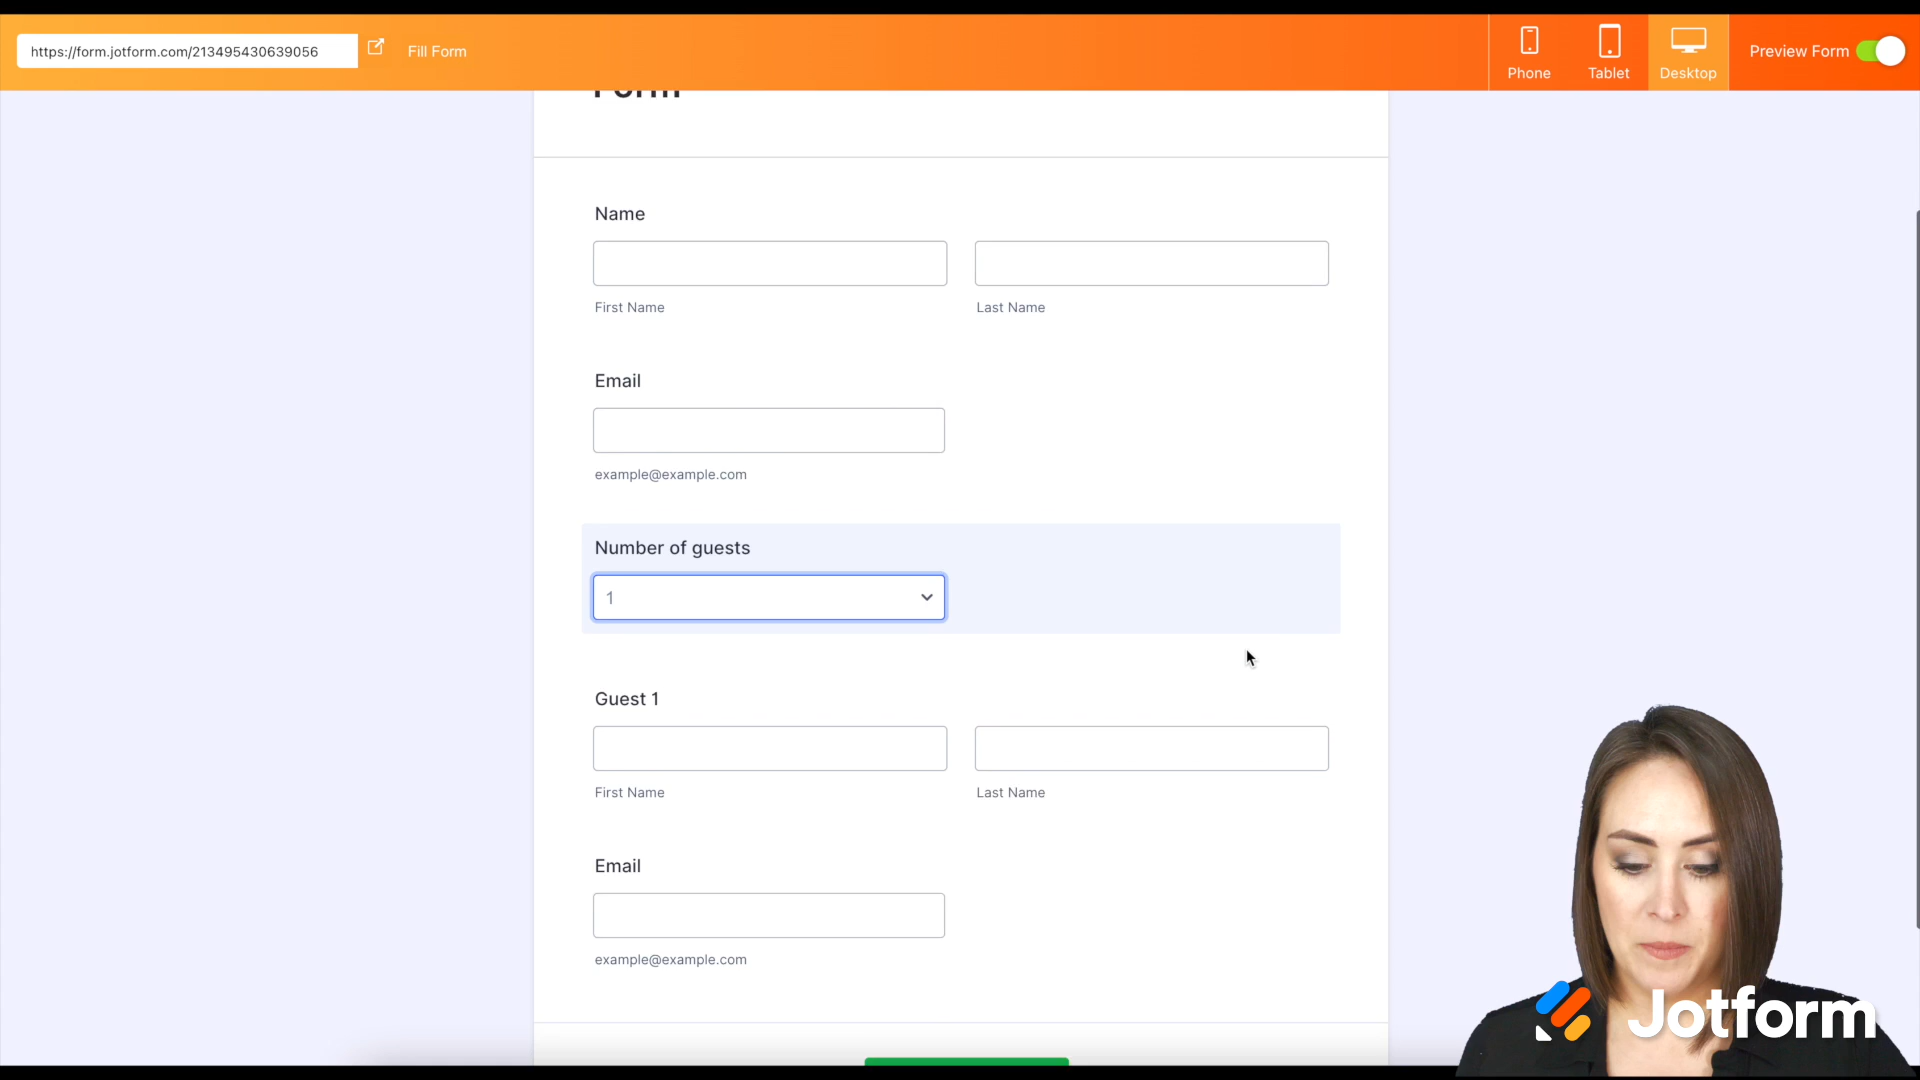 https://form.jotform.com/213495430639056
Fill Form
Phone
Tablet
Desktop
Preview Form
Form
Name
First Name
Last Name
Email
example@example.com
Number of guests
1
Guest 1
First Name
Last Name
Email
example@example.com
Jotform